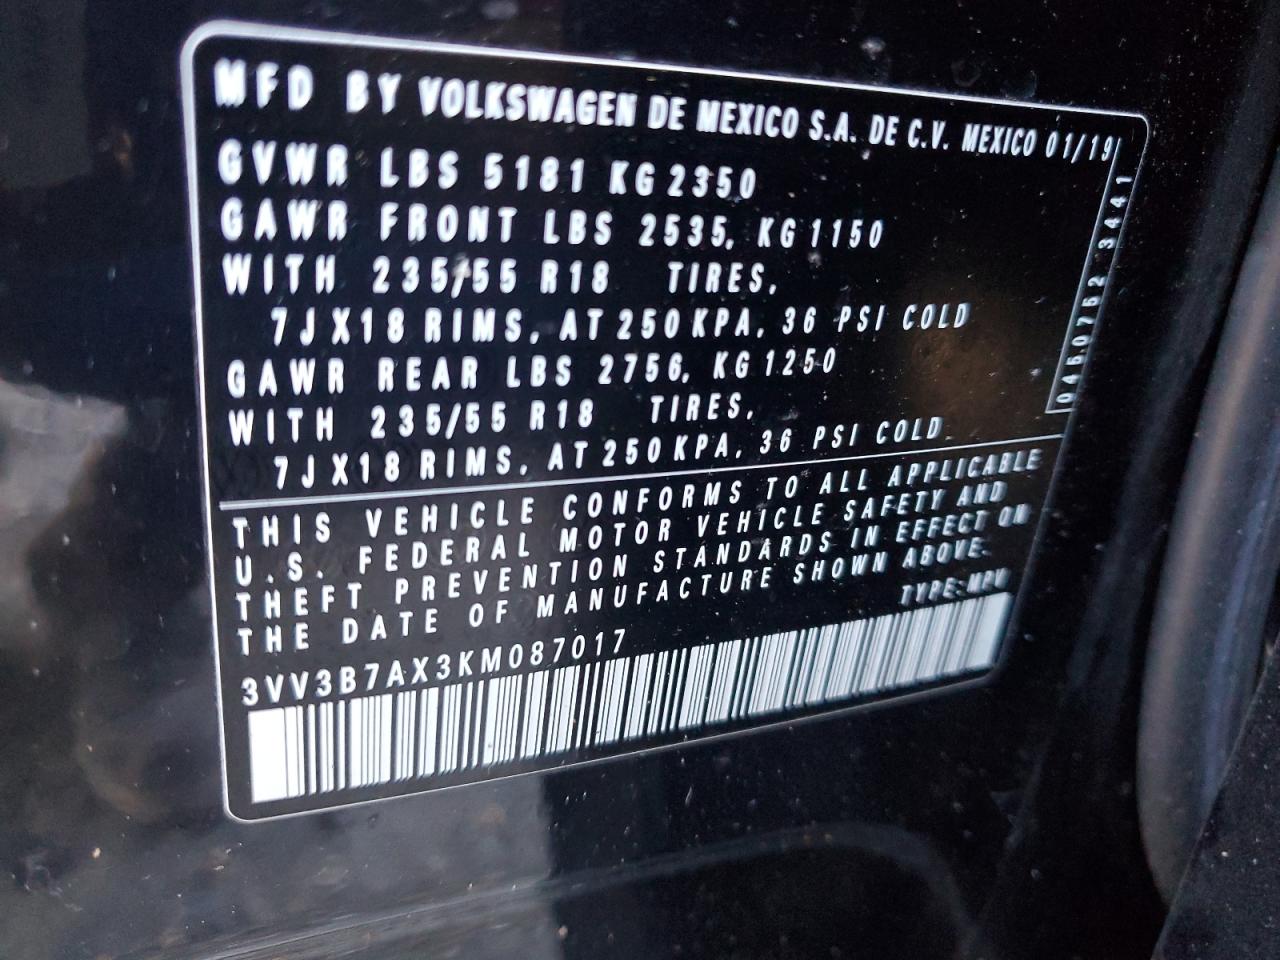 MFD BY VOLKSWAGEN DE MEXICO S.A. DE C.V. MEXICO 01/19
GVWR LBS 5181 KG 2350
GAWR FRONT LBS 2535, KG 1150
WITH 235/55 R18 TIRES,
7JX18 RIMS, AT 250 KPA, 36 PSI COLD
GAWR REAR LBS 2756, KG 1250
WITH 235/55 R18 TIRES,
7JX18 RIMS, AT 250 KPA, 36 PSI COLD
THIS VEHICLE CONFORMS TO ALL APPLICABLE
U.S. FEDERAL MOTOR VEHICLE SAFETY AND
THEFT PREVENTION STANDARDS IN EFFECT ON
THE DATE OF MANUFACTURE SHOWN ABOVE.
TYPE: MPV
3VV3B7AX3KM087017